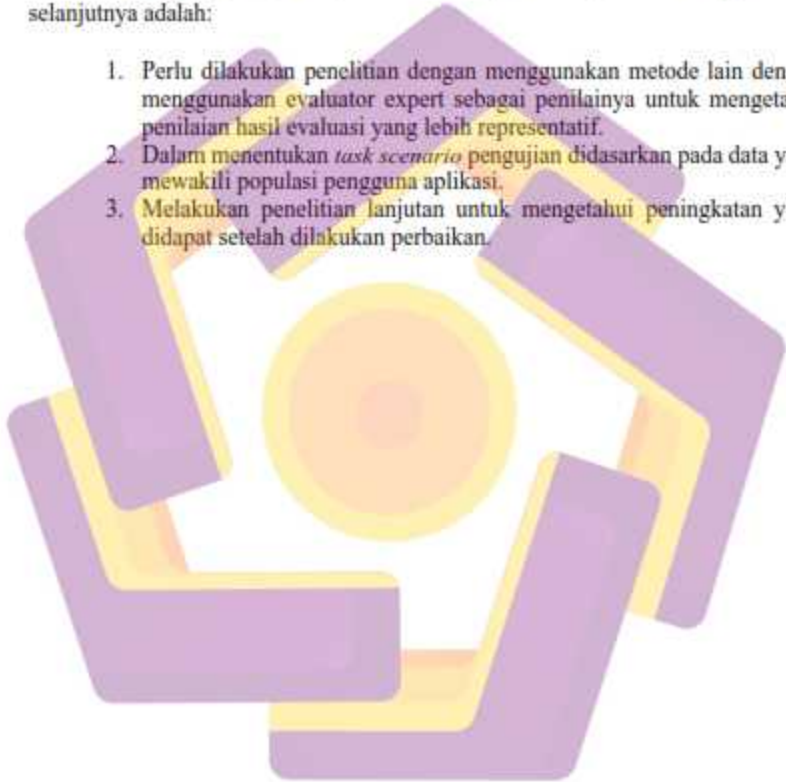 selanjutnya adalah:
1. Perlu dilakukan penelitian dengan menggunakan metode lain den
menggunakan evaluator expert sebagai penilainya untuk mengeta
penilaian hasil evaluasi yang lebih representatif.
2. Dalam menentukan task scenario pengujian didasarkan pada data y
mewakili populasi pengguna aplikasi.
3. Melakukan penelitian lanjutan untuk mengetahui peningkatan y
didapat setelah dilakukan perbaikan.